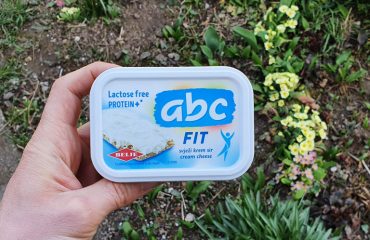 Lactose free
PROTEIN+*
abc
FIT
svježi krem sir
cream cheese
BELJE